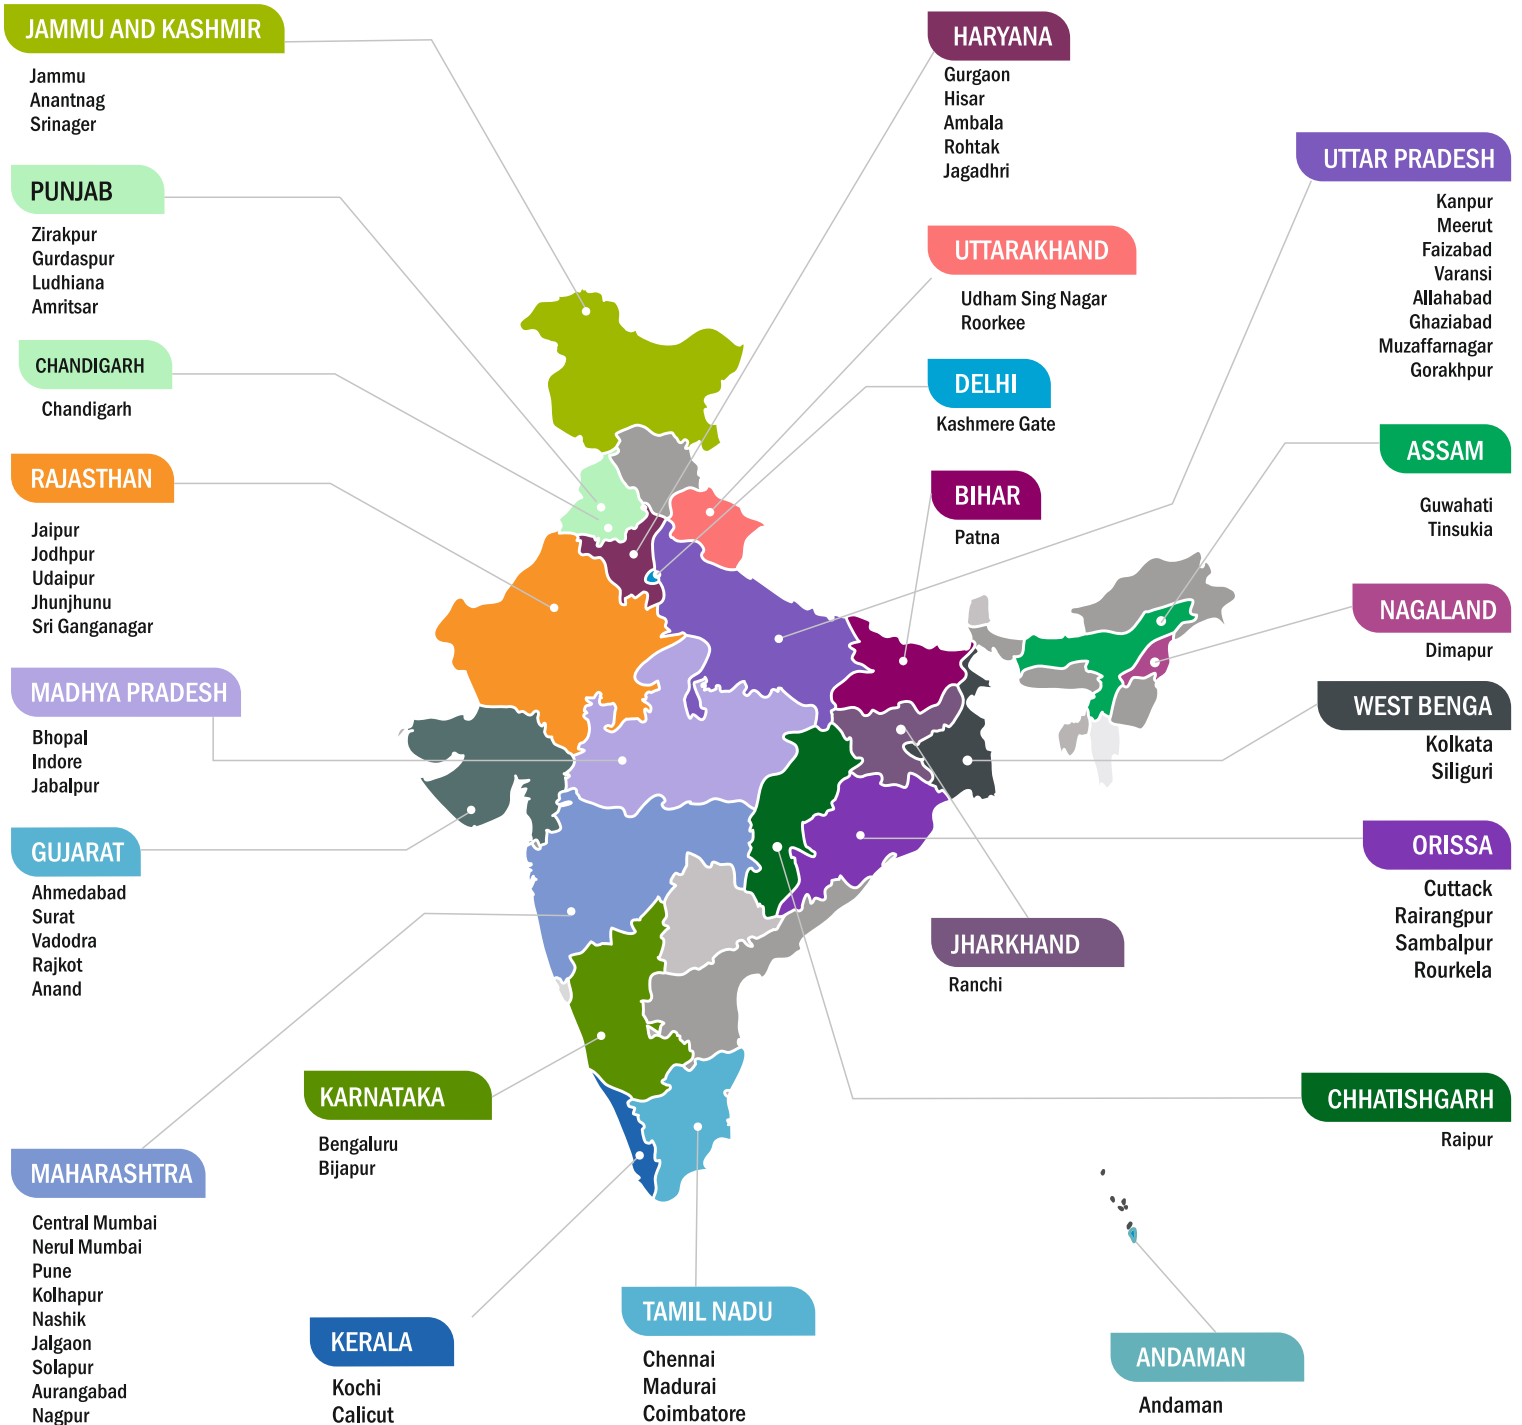 JAMMU AND KASHMIR
Jammu
Anantnag
Srinager
PUNJAB
Zirakpur
Gurdaspur
Ludhiana
Amritsar
CHANDIGARH
Chandigarh
RAJASTHAN
Jaipur
Jodhpur
Udaipur
Jhunjhunu
Sri Ganganagar
MADHYA PRADESH
Bhopal
Indore
Jabalpur
GUJARAT
Ahmedabad
Surat
Vadodra
Rajkot
Anand
MAHARASHTRA
Central Mumbai
Nerul Mumbai
Pune
Kolhapur
Nashik
Jalgaon
Solapur
Aurangabad
Nagpur
KARNATAKA
Bengaluru
Bijapur
KERALA
Kochi
Calicut
TAMIL NADU
Chennai
Madurai
Coimbatore
HARYANA
Gurgaon
Hisar
Ambala
Rohtak
Jagadhri
UTTARAKHAND
Udham Sing Nagar
Roorkee
DELHI
Kashmere Gate
BIHAR
Patna
JHARKHAND
Ranchi
UTTAR PRADESH
Kanpur
Meerut
Faizabad
Varansi
Allahabad
Ghaziabad
Muzaffarnagar
Gorakhpur
ASSAM
Guwahati
Tinsukia
NAGALAND
Dimapur
WEST BENGA
Kolkata
Siliguri
ORISSA
Cuttack
Rairangpur
Sambalpur
Rourkela
CHHATISHGARH
Raipur
ANDAMAN
Andaman